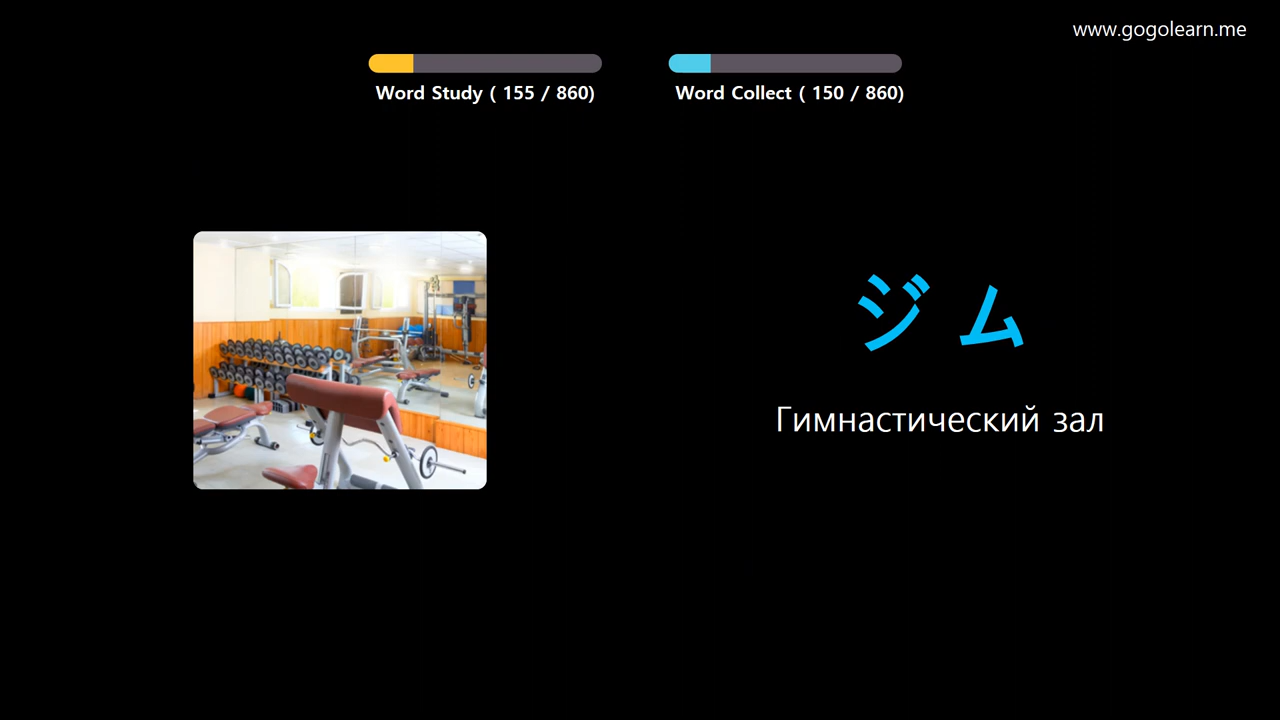 www.gogolearn.me
Word Study ( 155 / 860)
Word Collect ( 150 / 860)
ジム
Гимнастический зал